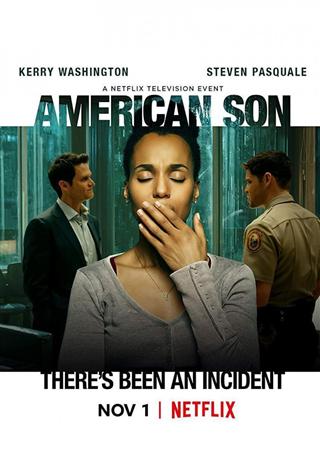 KERRY WASHINGTON STEVEN PASQUALE
A NETFLIX TELEVISION EVENT
AMERICAN SON
THERE'S BEEN AN INCIDENT
NOV 1 | NETFLIX